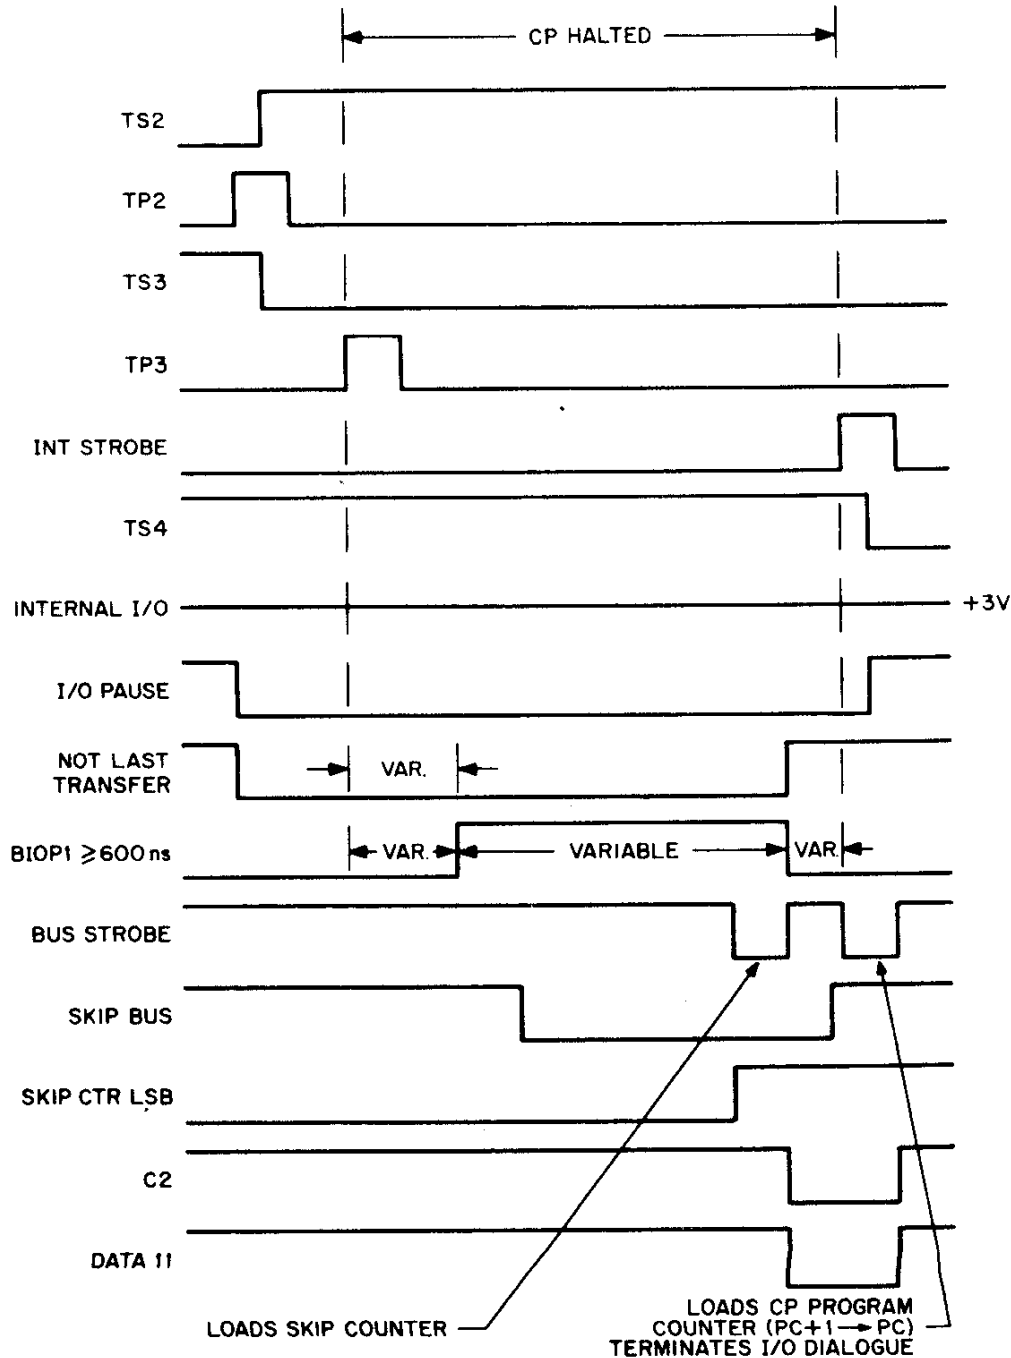 CP HALTED
TS2
TP2
TS3
TP3
INT STROBE
TS4
INTERNAL I/O
+3V
I/O PAUSE
NOT LAST
TRANSFER
VAR.
BIOP1 ≥600ns
VAR.
VARIABLE
VAR.
BUS STROBE
SKIP BUS
SKIP CTR LSB
C2
DATA 11
LOADS SKIP COUNTER
LOADS CP PROGRAM
COUNTER (PC+1→PC)
TERMINATES I/O DIALOGUE